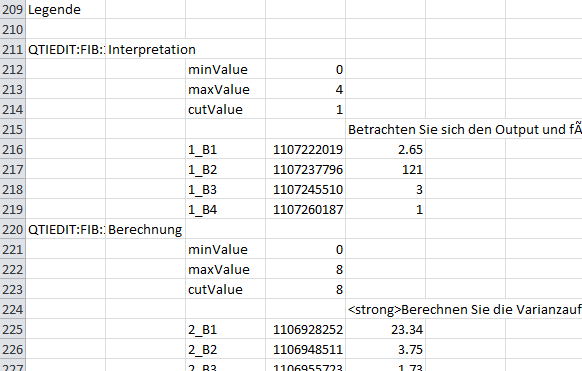 209 Legende
210
211 QTIEDIT:FIB: Interpretation
212 minValue 0
213 maxValue 4
214 cutValue 1
215 Betrachten Sie sich den Output und fÃ
216 1_B1 1107222019 2.65
217 1_B2 1107237796 121
218 1_B3 1107245510 3
219 1_B4 1107260187 1
220 QTIEDIT:FIB: Berechnung
221 minValue 0
222 maxValue 8
223 cutValue 8
224 <strong>Berechnen Sie die Varianzauf
225 2_B1 1106928252 23.34
226 2_B2 1106948511 3.75
227 2_B3 1106955723 1.73